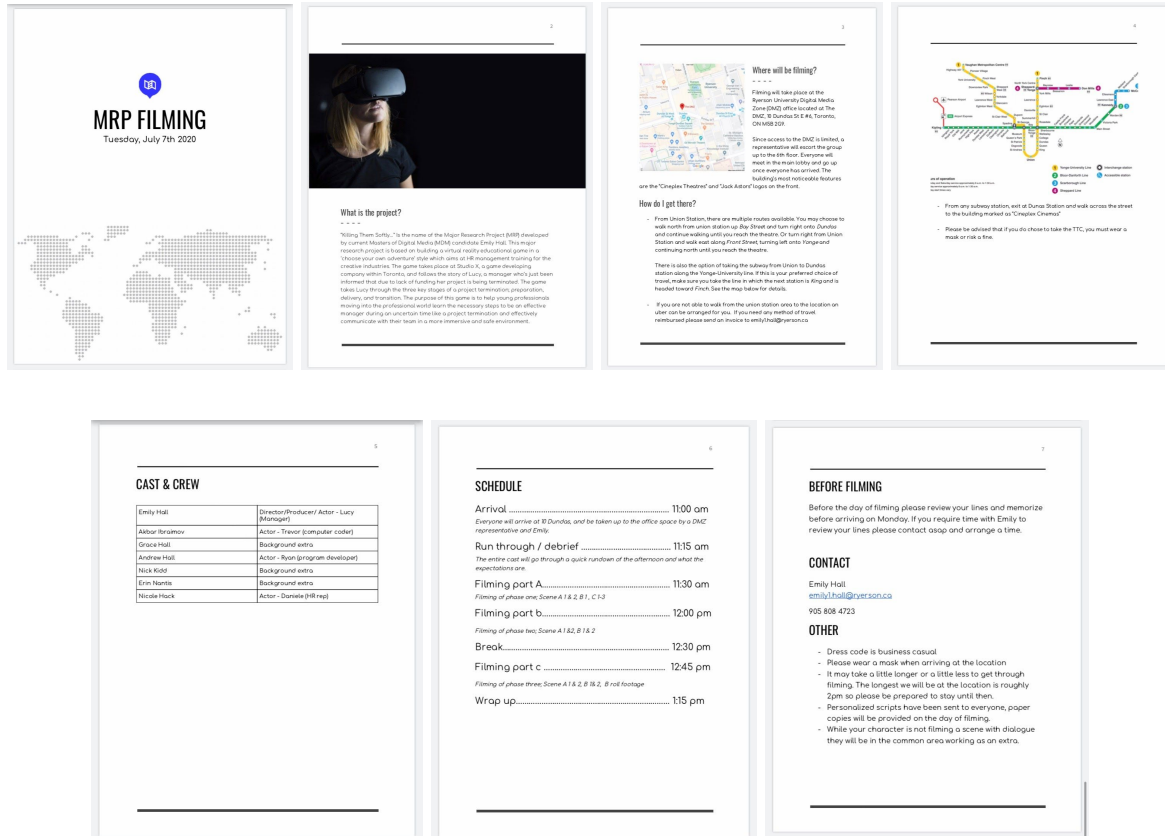 MRP FILMING
Tuesday, July 7th 2020
2
What is the project?
"Killing Them Softly..." Is the name of the Major Research Project (MRP) developed
by current Masters of Digital Media (MDM) candidate Emily Hall. This major
research project is based on building a virtual reality educational game in a
'choose your own adventure' style which aims at HR management training for the
creative industries. The game takes place at Studio X, a game developing
company within Toronto, and follows the story of Lucy, a manager who's just been
informed that due to lack of funding her project is being terminated. The game
takes Lucy through the three key stages of a project termination; preparation,
delivery, and transition. The purpose of this game is to help young professionals
moving into the professional world learn the necessary steps to be an effective
manager during an uncertain time like a project termination and effectively
communicate with their team in a more immersive and safe environment.
3
Where will be filming?
Filming will take place at the
Ryerson University Digital Media
Zone (DMZ) office located at The
DMZ, 10 Dundas St E #6, Toronto,
ON M5B 2G9.
Since access to the DMZ is limited, a
representative will escort the group
up to the 6th floor. Everyone will
meet in the main lobby and go up
once everyone has arrived. The
building's most noticeable features
are the "Cineplex Theatres" and "Jack Astors" logos on the front.
How do I get there?
- From Union Station, there are multiple routes available. You may choose to
walk north from union station up Bay Street and turn right onto Dundas
and continue walking until you reach the theatre. Or turn right from Union
Station and walk east along Front Street, turning left onto Yonge and
continuing north until you reach the theatre.
There is also the option of taking the subway from Union to Dundas
station along the Yonge-University line. If this is your preferred choice of
travel, make sure you take the line in which the next station is King and is
headed toward Finch. See the map below for details.
- If you are not able to walk from the union station area to the location an
uber can be arranged for you. If you need any method of travel
reimbursed please send an invoice to emily1.hall@ryerson.ca
4
- From any subway station, exit at Dunas Station and walk across the street
to the building marked as "Cineplex Cinemas"
- Please be advised that if you do chose to take the TTC, you must wear a
mask or risk a fine.
5
CAST & CREW
Emily Hall Director/Producer/ Actor - Lucy
(Manager)
Akbar Ibraimov Actor - Trevor (computer coder)
Grace Hall Background extra
Andrew Hall Actor - Ryan (program developer)
Nick Kidd Background extra
Erin Nantis Background extra
Nicole Hack Actor - Daniele (HR rep)
6
SCHEDULE
Arrival ................................................ 11:00 am
Everyone will arrive at 10 Dundas, and be taken up to the office space by a DMZ
representative and Emily.
Run through / debrief ........................... 11:15 am
The entire cast will go through a quick rundown of the afternoon and what the
expectations are.
Filming part A...................................... 11:30 am
Filming of phase one; Scene A 1 & 2, B 1 , C 1-3
Filming part b...................................... 12:00 pm
Filming of phase two; Scene A 1 &2, B 1 & 2
Break.................................................. 12:30 pm
Filming part c ..................................... 12:45 pm
Filming of phase three; Scene A 1 & 2, B 1& 2, B roll footage
Wrap up.............................................. 1:15 pm
7
BEFORE FILMING
Before the day of filming please review your lines and memorize
before arriving on Monday. If you require time with Emily to
review your lines please contact asap and arrange a time.
CONTACT
Emily Hall
emily1.hall@ryerson.ca
905 808 4723
OTHER
- Dress code is business casual
- Please wear a mask when arriving at the location
- It may take a little longer or a little less to get through
filming. The longest we will be at the location is roughly
2pm so please be prepared to stay until then.
- Personalized scripts have been sent to everyone, paper
copies will be provided on the day of filming.
- While your character is not filming a scene with dialogue
they will be in the common area working as an extra.